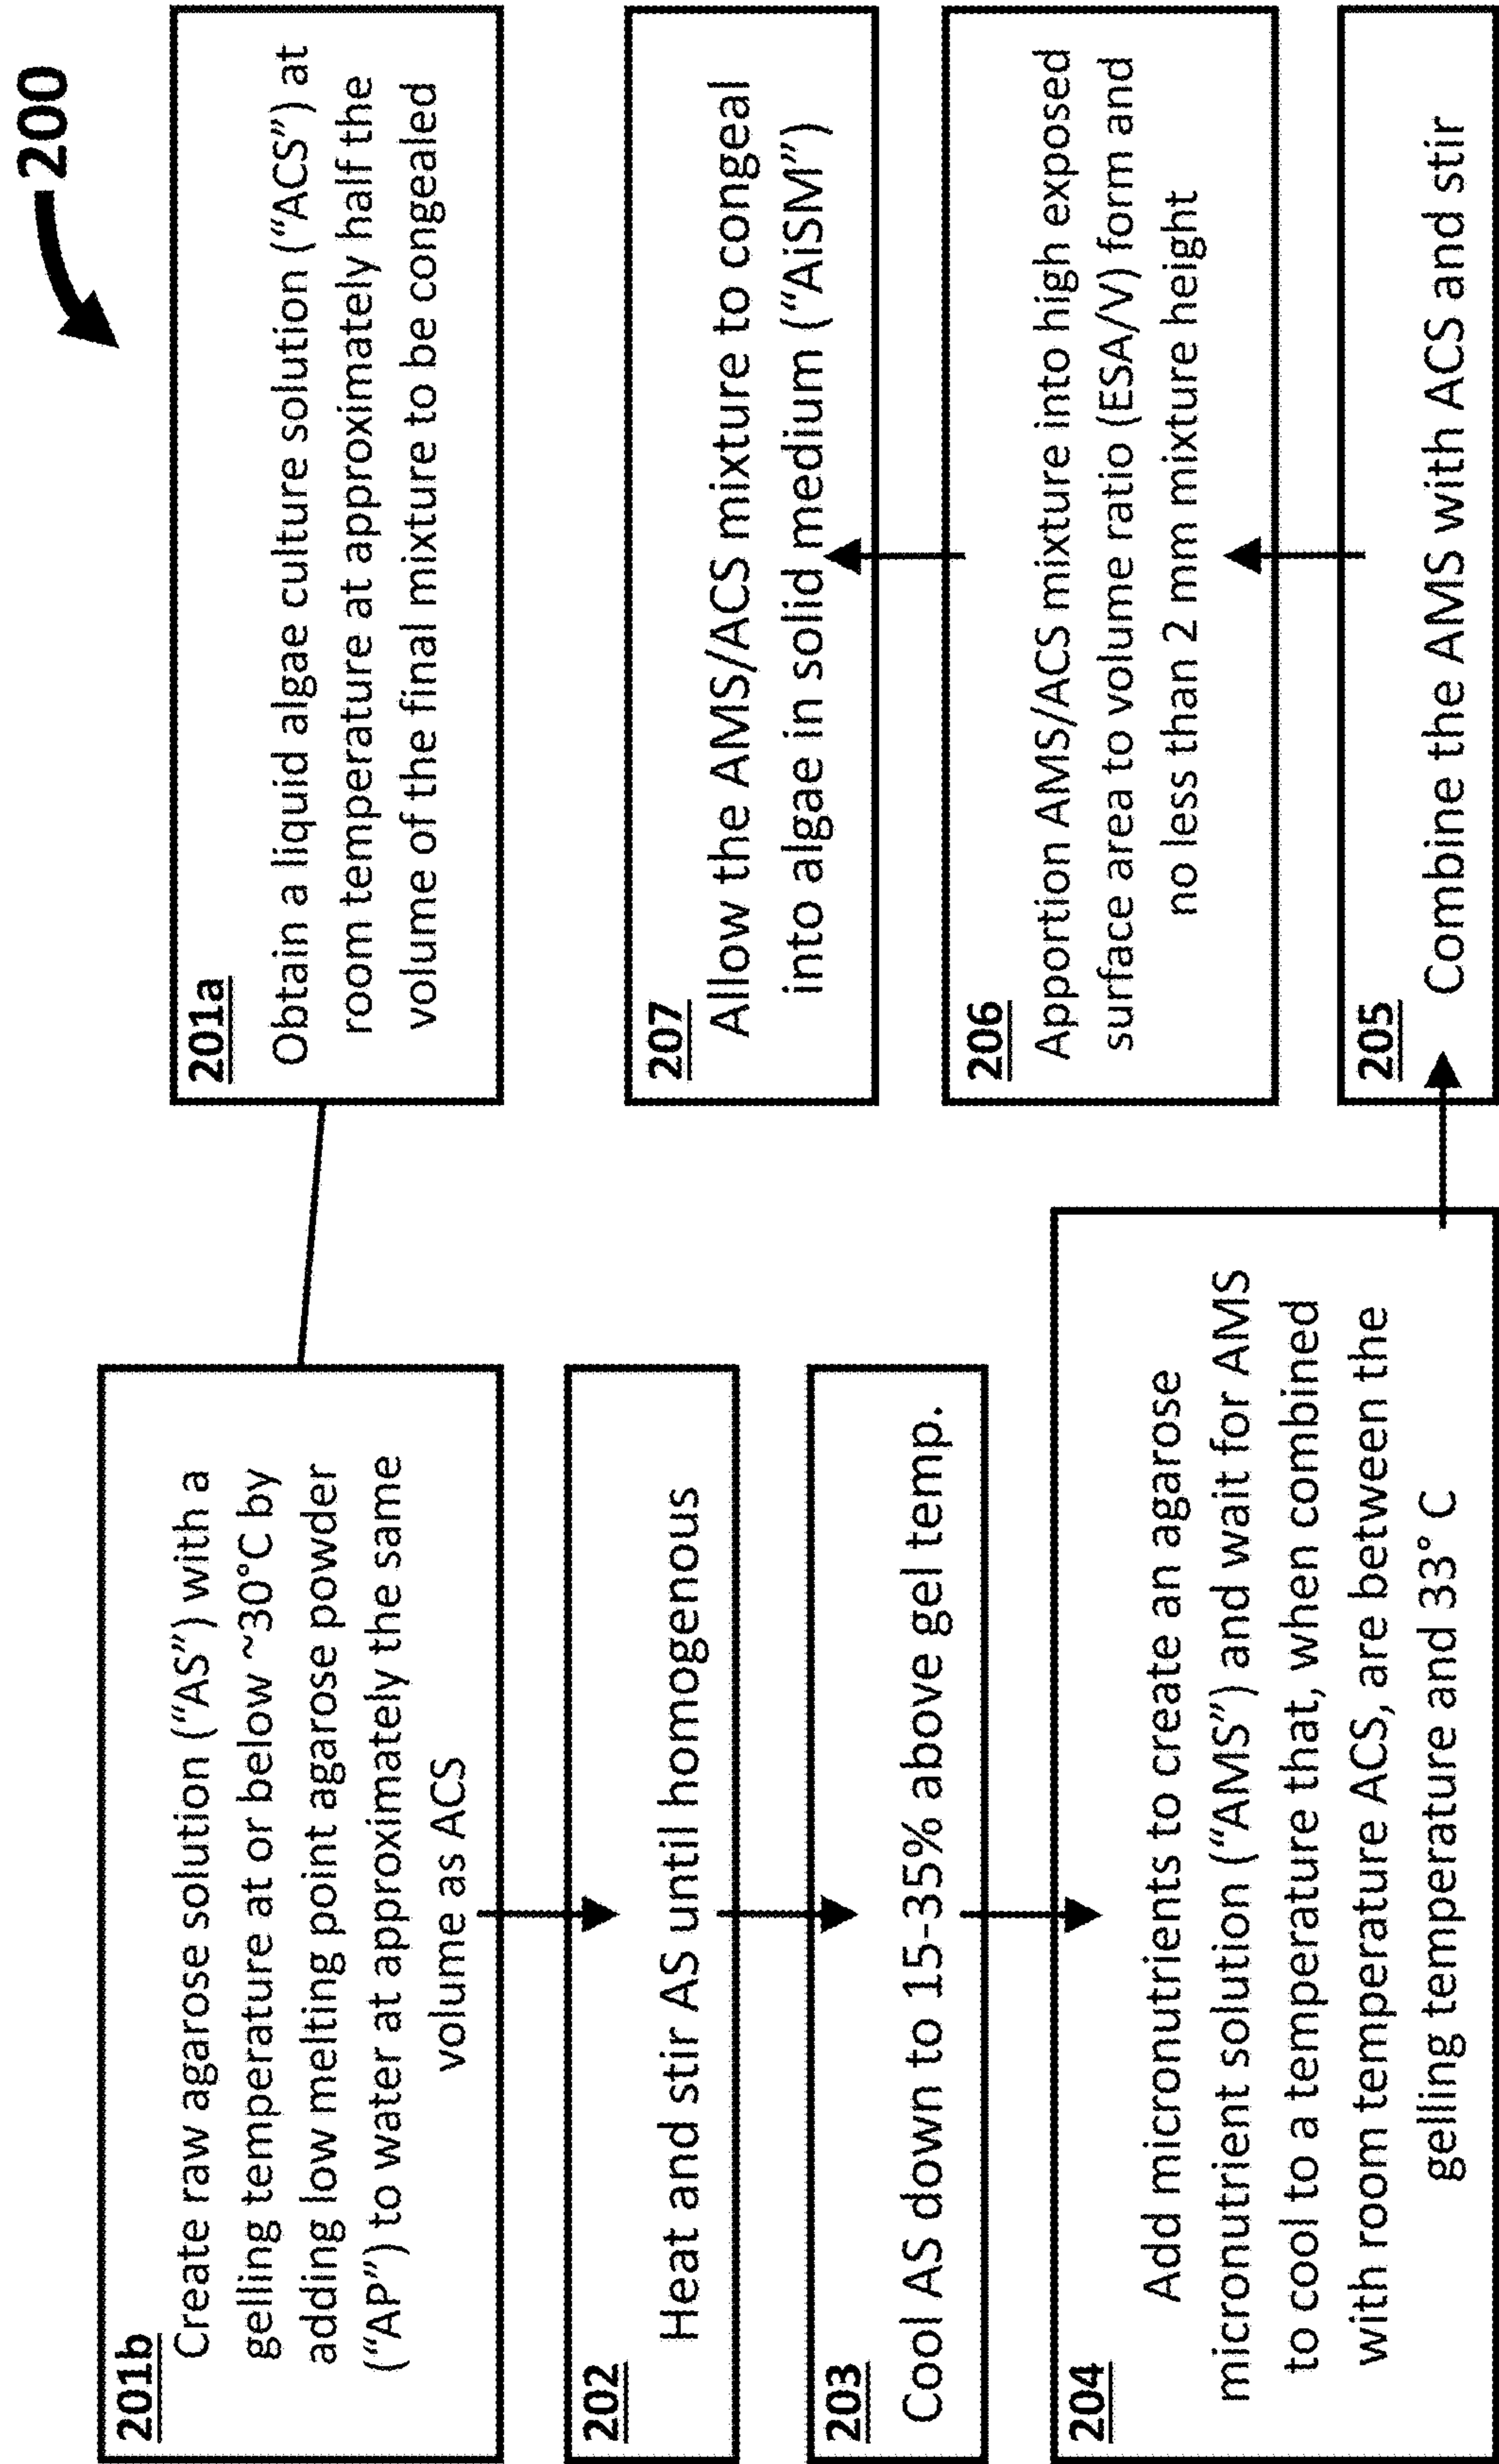 200
201a
Obtain a liquid algae culture solution (“ACS”) at
room temperature at approximately half the
volume of the final mixture to be congealed
201b
Create raw agarose solution (“AS”) with a
gelling temperature at or below ~30°C by
adding low melting point agarose powder
(“AP”) to water at approximately the same
volume as ACS
202
Heat and stir AS until homogenous
203
Cool AS down to 15-35% above gel temp.
204
Add micronutrients to create an agarose
micronutrient solution (“AMS”) and wait for AMS
to cool to a temperature that, when combined
with room temperature ACS, are between the
gelling temperature and 33° C
205
Combine the AMS with ACS and stir
206
Apportion AMS/ACS mixture into high exposed
surface area to volume ratio (ESA/V) form and
no less than 2 mm mixture height
207
Allow the AMS/ACS mixture to congeal
into algae in solid medium (“AiSM”)